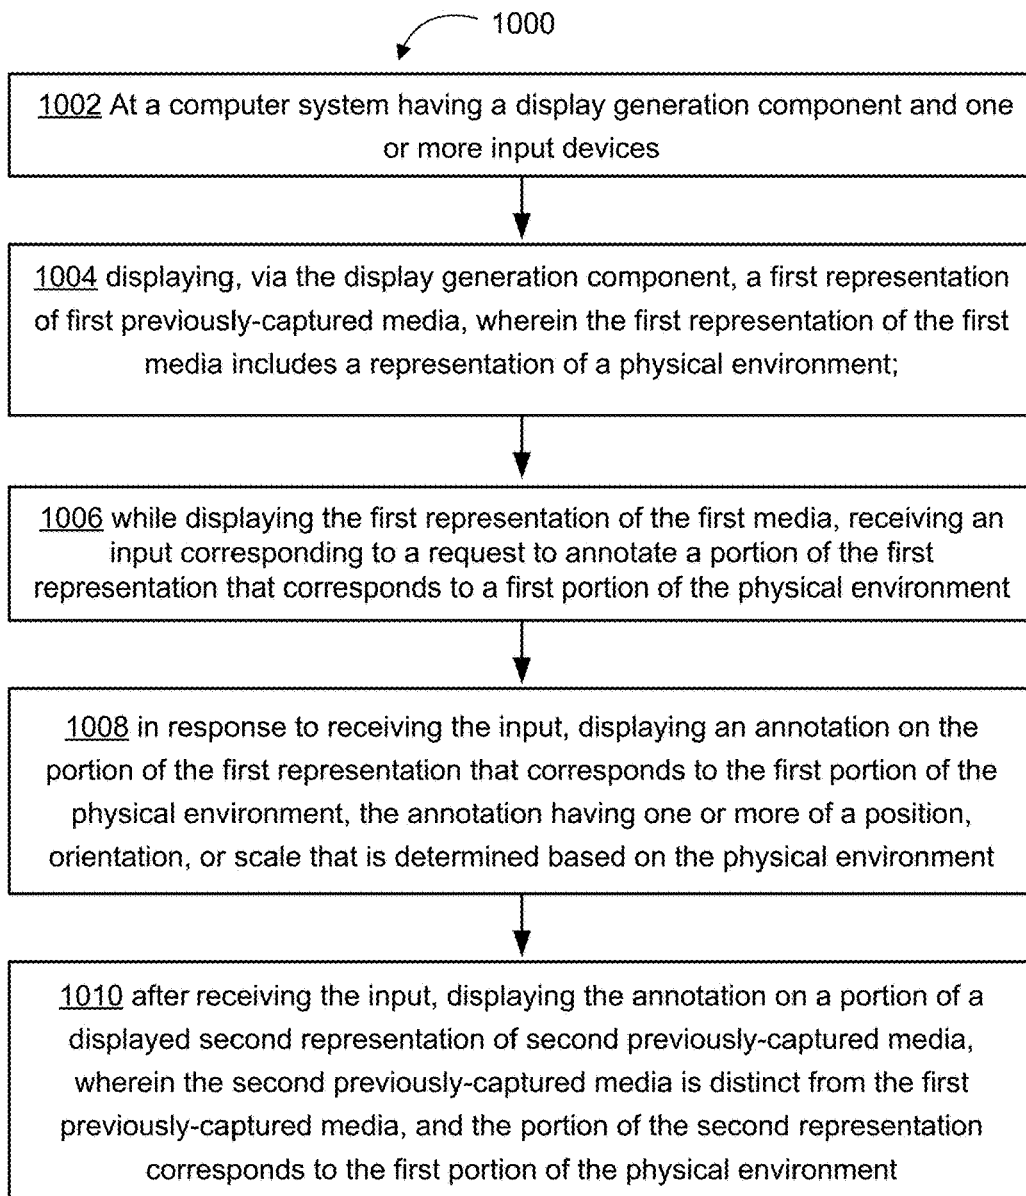 1000
1002 At a computer system having a display generation component and one
or more input devices
1004 displaying, via the display generation component, a first representation
of first previously-captured media, wherein the first representation of the first
media includes a representation of a physical environment;
1006 while displaying the first representation of the first media, receiving an
input corresponding to a request to annotate a portion of the first
representation that corresponds to a first portion of the physical environment
1008 in response to receiving the input, displaying an annotation on the
portion of the first representation that corresponds to the first portion of the
physical environment, the annotation having one or more of a position,
orientation, or scale that is determined based on the physical environment
1010 after receiving the input, displaying the annotation on a portion of a
displayed second representation of second previously-captured media,
wherein the second previously-captured media is distinct from the first
previously-captured media, and the portion of the second representation
corresponds to the first portion of the physical environment